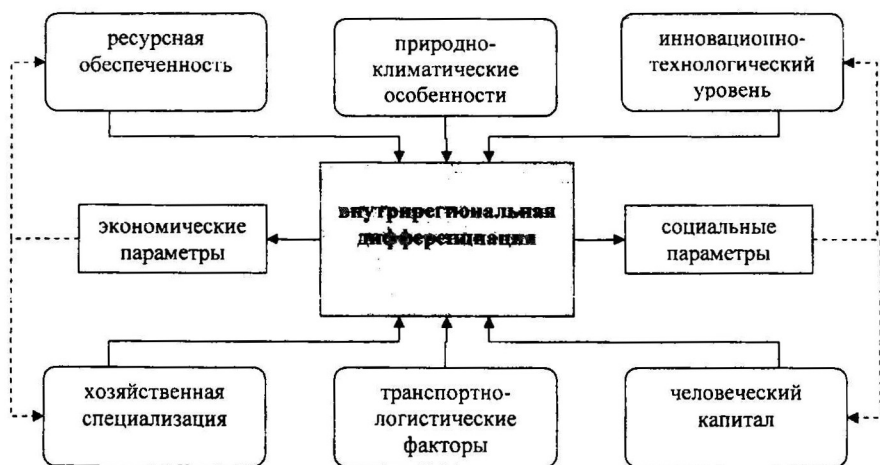 ресурсная
обеспеченность
природно-
климатические
особенности
инновационно-
технологический
уровень
экономические
параметры
внутрирегиональная
дифференциация
социальные
параметры
хозяйственная
специализация
транспортно-
логистические
факторы
человеческий
капитал